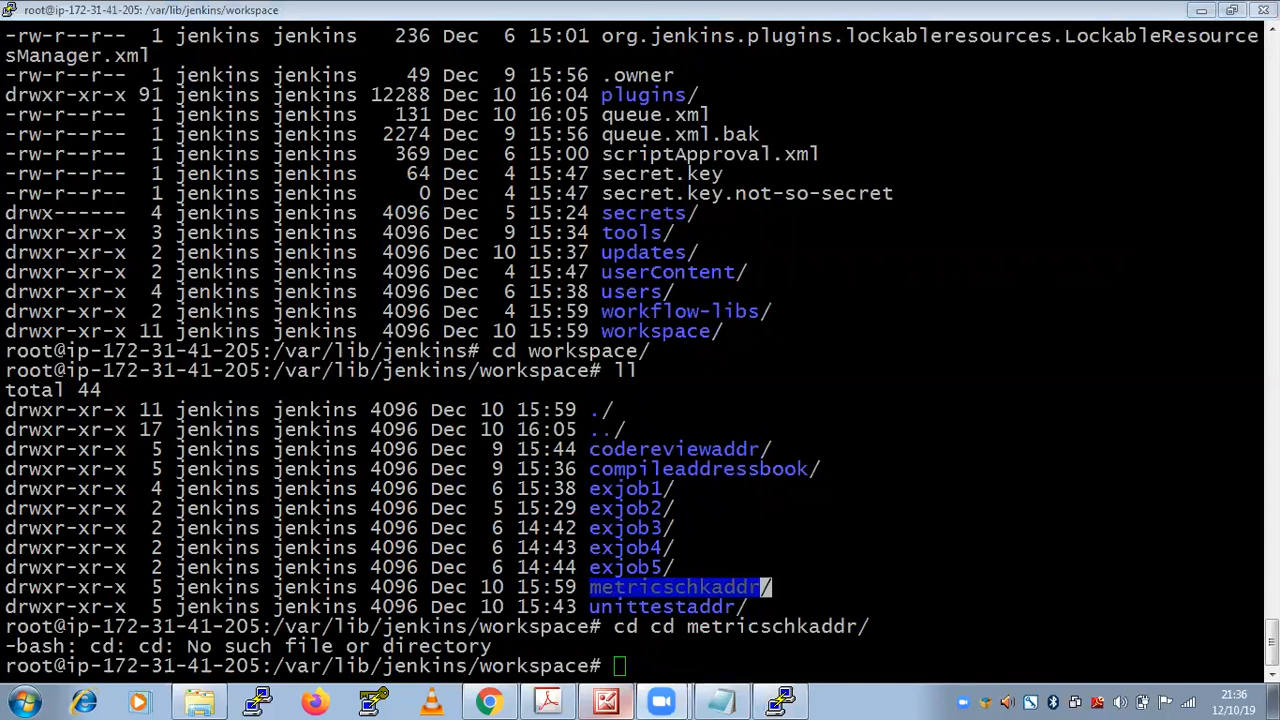 root@ip-172-31-41-205: /var/lib/jenkins/workspace
-rw-r--r-- 1 jenkins jenkins 236 Dec 6 15:01 org.jenkins.plugins.lockableresources.LockableResource
sManager.xml
-rw-r--r-- 1 jenkins jenkins 49 Dec 9 15:56 .owner
drwxr-xr-x 91 jenkins jenkins 12288 Dec 10 16:04 plugins/
-rw-r--r-- 1 jenkins jenkins 131 Dec 10 16:05 queue.xml
-rw-r--r-- 1 jenkins jenkins 2274 Dec 9 15:56 queue.xml.bak
-rw-r--r-- 1 jenkins jenkins 369 Dec 6 15:00 scriptApproval.xml
-rw-r--r-- 1 jenkins jenkins 64 Dec 4 15:47 secret.key
-rw-r--r-- 1 jenkins jenkins 0 Dec 4 15:47 secret.key.not-so-secret
drwx------ 4 jenkins jenkins 4096 Dec 5 15:24 secrets/
drwxr-xr-x 3 jenkins jenkins 4096 Dec 9 15:34 tools/
drwxr-xr-x 2 jenkins jenkins 4096 Dec 10 15:37 updates/
drwxr-xr-x 2 jenkins jenkins 4096 Dec 4 15:47 userContent/
drwxr-xr-x 4 jenkins jenkins 4096 Dec 6 15:38 users/
drwxr-xr-x 2 jenkins jenkins 4096 Dec 4 15:59 workflow-libs/
drwxr-xr-x 11 jenkins jenkins 4096 Dec 10 15:59 workspace/
root@ip-172-31-41-205:/var/lib/jenkins# cd workspace/
root@ip-172-31-41-205:/var/lib/jenkins/workspace# ll
total 44
drwxr-xr-x 11 jenkins jenkins 4096 Dec 10 15:59 ./
drwxr-xr-x 17 jenkins jenkins 4096 Dec 10 16:05 ../
drwxr-xr-x 5 jenkins jenkins 4096 Dec 9 15:44 codereviewaddr/
drwxr-xr-x 5 jenkins jenkins 4096 Dec 9 15:36 compileaddressbook/
drwxr-xr-x 4 jenkins jenkins 4096 Dec 6 15:38 exjob1/
drwxr-xr-x 2 jenkins jenkins 4096 Dec 5 15:29 exjob2/
drwxr-xr-x 2 jenkins jenkins 4096 Dec 6 14:42 exjob3/
drwxr-xr-x 2 jenkins jenkins 4096 Dec 6 14:43 exjob4/
drwxr-xr-x 2 jenkins jenkins 4096 Dec 6 14:44 exjob5/
drwxr-xr-x 5 jenkins jenkins 4096 Dec 10 15:59 metricschkaddr/
drwxr-xr-x 5 jenkins jenkins 4096 Dec 10 15:43 unittestaddr/
root@ip-172-31-41-205:/var/lib/jenkins/workspace# cd cd metricschkaddr/
-bash: cd: cd: No such file or directory
root@ip-172-31-41-205:/var/lib/jenkins/workspace#
21:36
12/10/19